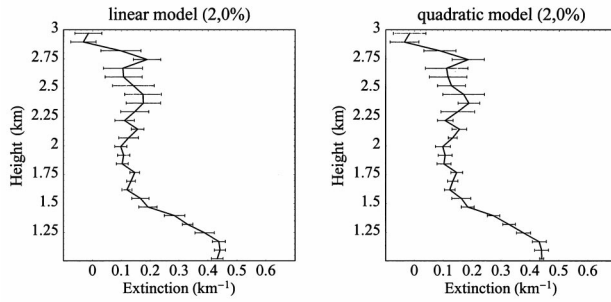 linear model (2,0%)
3
2.75
2.5
2.25
2
1.75
1.5
1.25
Height (km)
0 0.1 0.2 0.3 0.4 0.5 0.6
Extinction (km⁻¹)
quadratic model (2,0%)
3
2.75
2.5
2.25
2
1.75
1.5
1.25
Height (km)
0 0.1 0.2 0.3 0.4 0.5 0.6
Extinction (km⁻¹)